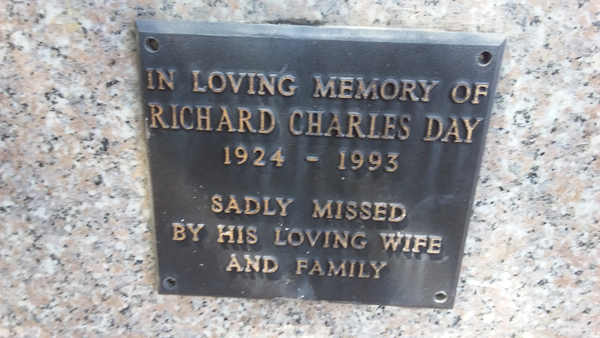 IN LOVING MEMORY OF
RICHARD CHARLES DAY
1924 - 1993
SADLY MISSED
BY HIS LOVING WIFE
AND FAMILY